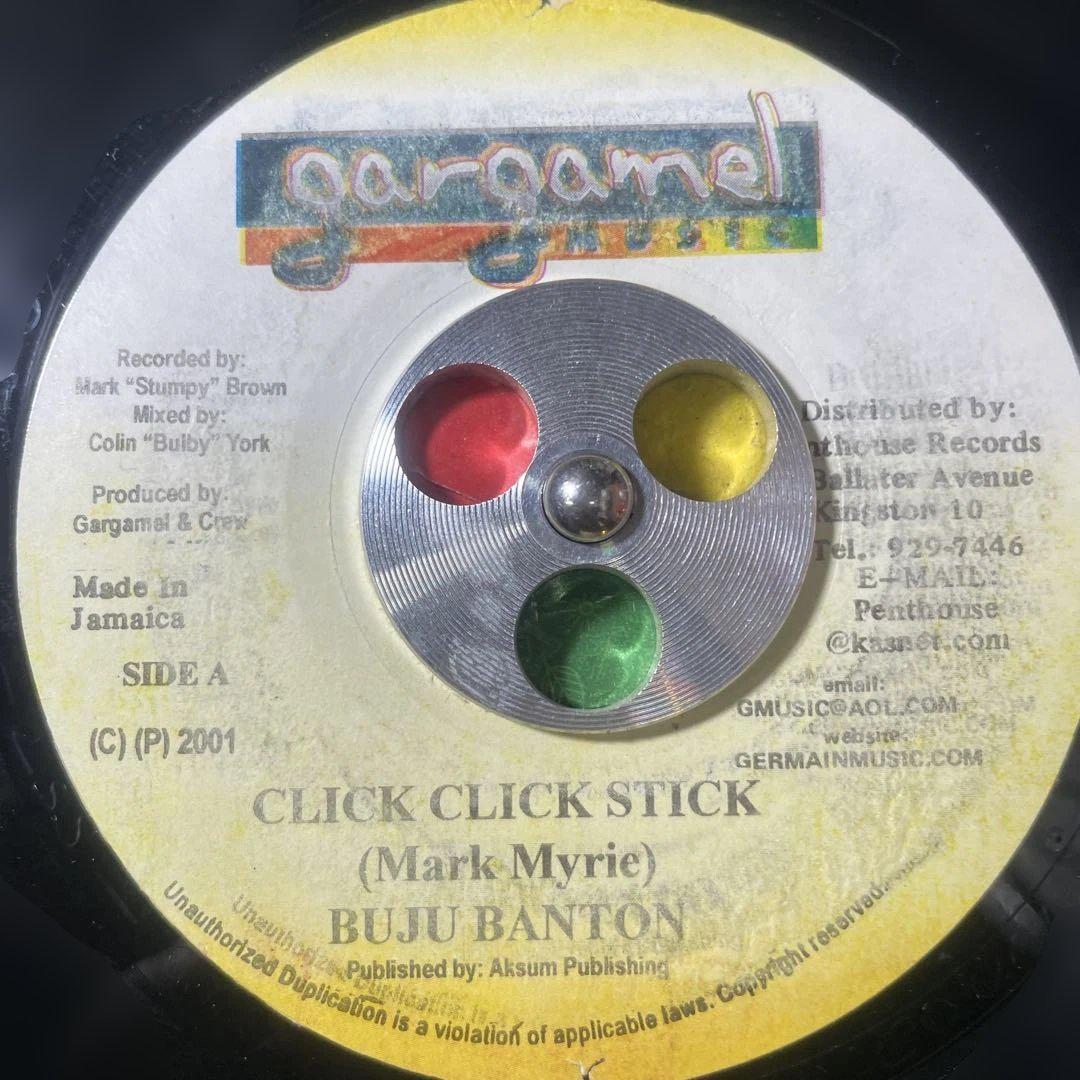 gargamel
MUSIC
Recorded by:
Mark "Stumpy" Brown
Mixed by:
Colin "Bulby" York
Produced by:
Gargamel & Crew
Made In
Jamaica
SIDE A
(C) (P) 2001
Distributed by:
nthouse Records
Ballater Avenue
Kingston 10
Tel.: 929-7446
E-MAIL:
Penthouse
@kasnet.com
email:
GMUSIC@AOL.COM
website:
GERMAINMUSIC.COM
CLICK CLICK STICK
(Mark Myrie)
BUJU BANTON
Published by: Aksum Publishing
Unauthorized Duplication is a violation of applicable laws. Copyright reserved.